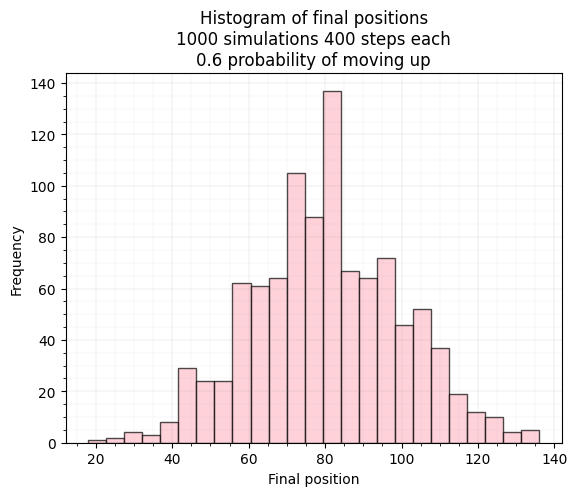 Histogram of final positions
1000 simulations 400 steps each
0.6 probability of moving up
140
120
100
80
60
40
20
0
Frequency
20 40 60 80 100 120 140
Final position